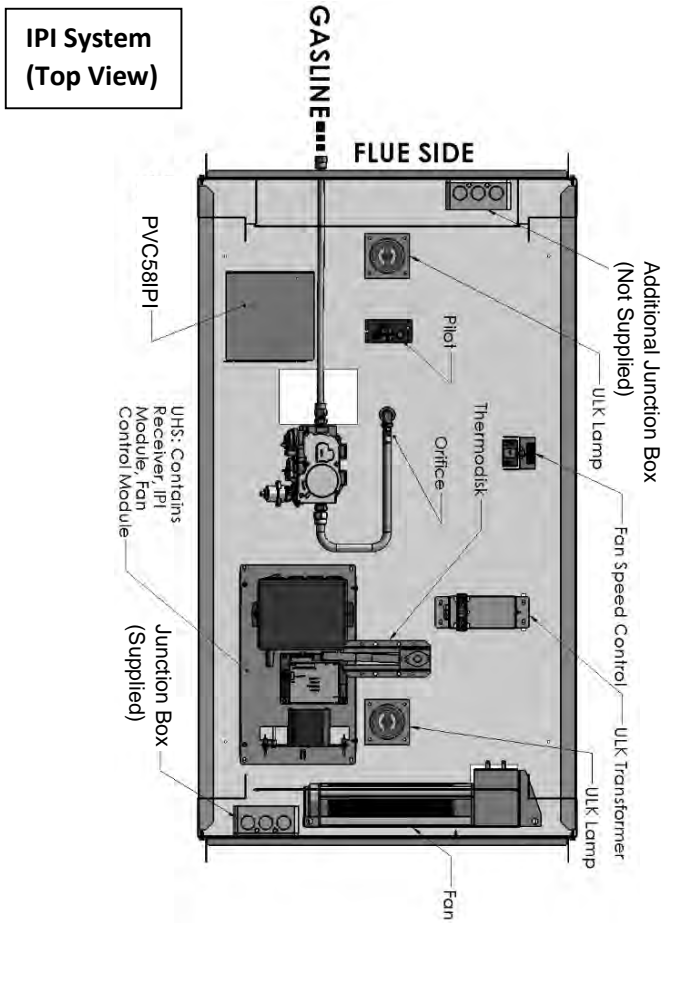 IPI System
(Top View)
GASLINE
FLUE SIDE
Additional Junction Box
(Not Supplied)
ULK Lamp
PVC58IPI
Pilot
Thermodisk
Orifice
Fan Speed Control
UHS: Contains
Receiver, IPI
Module, Fan
Control Module
Junction Box
(Supplied)
ULK Transformer
ULK Lamp
Fan